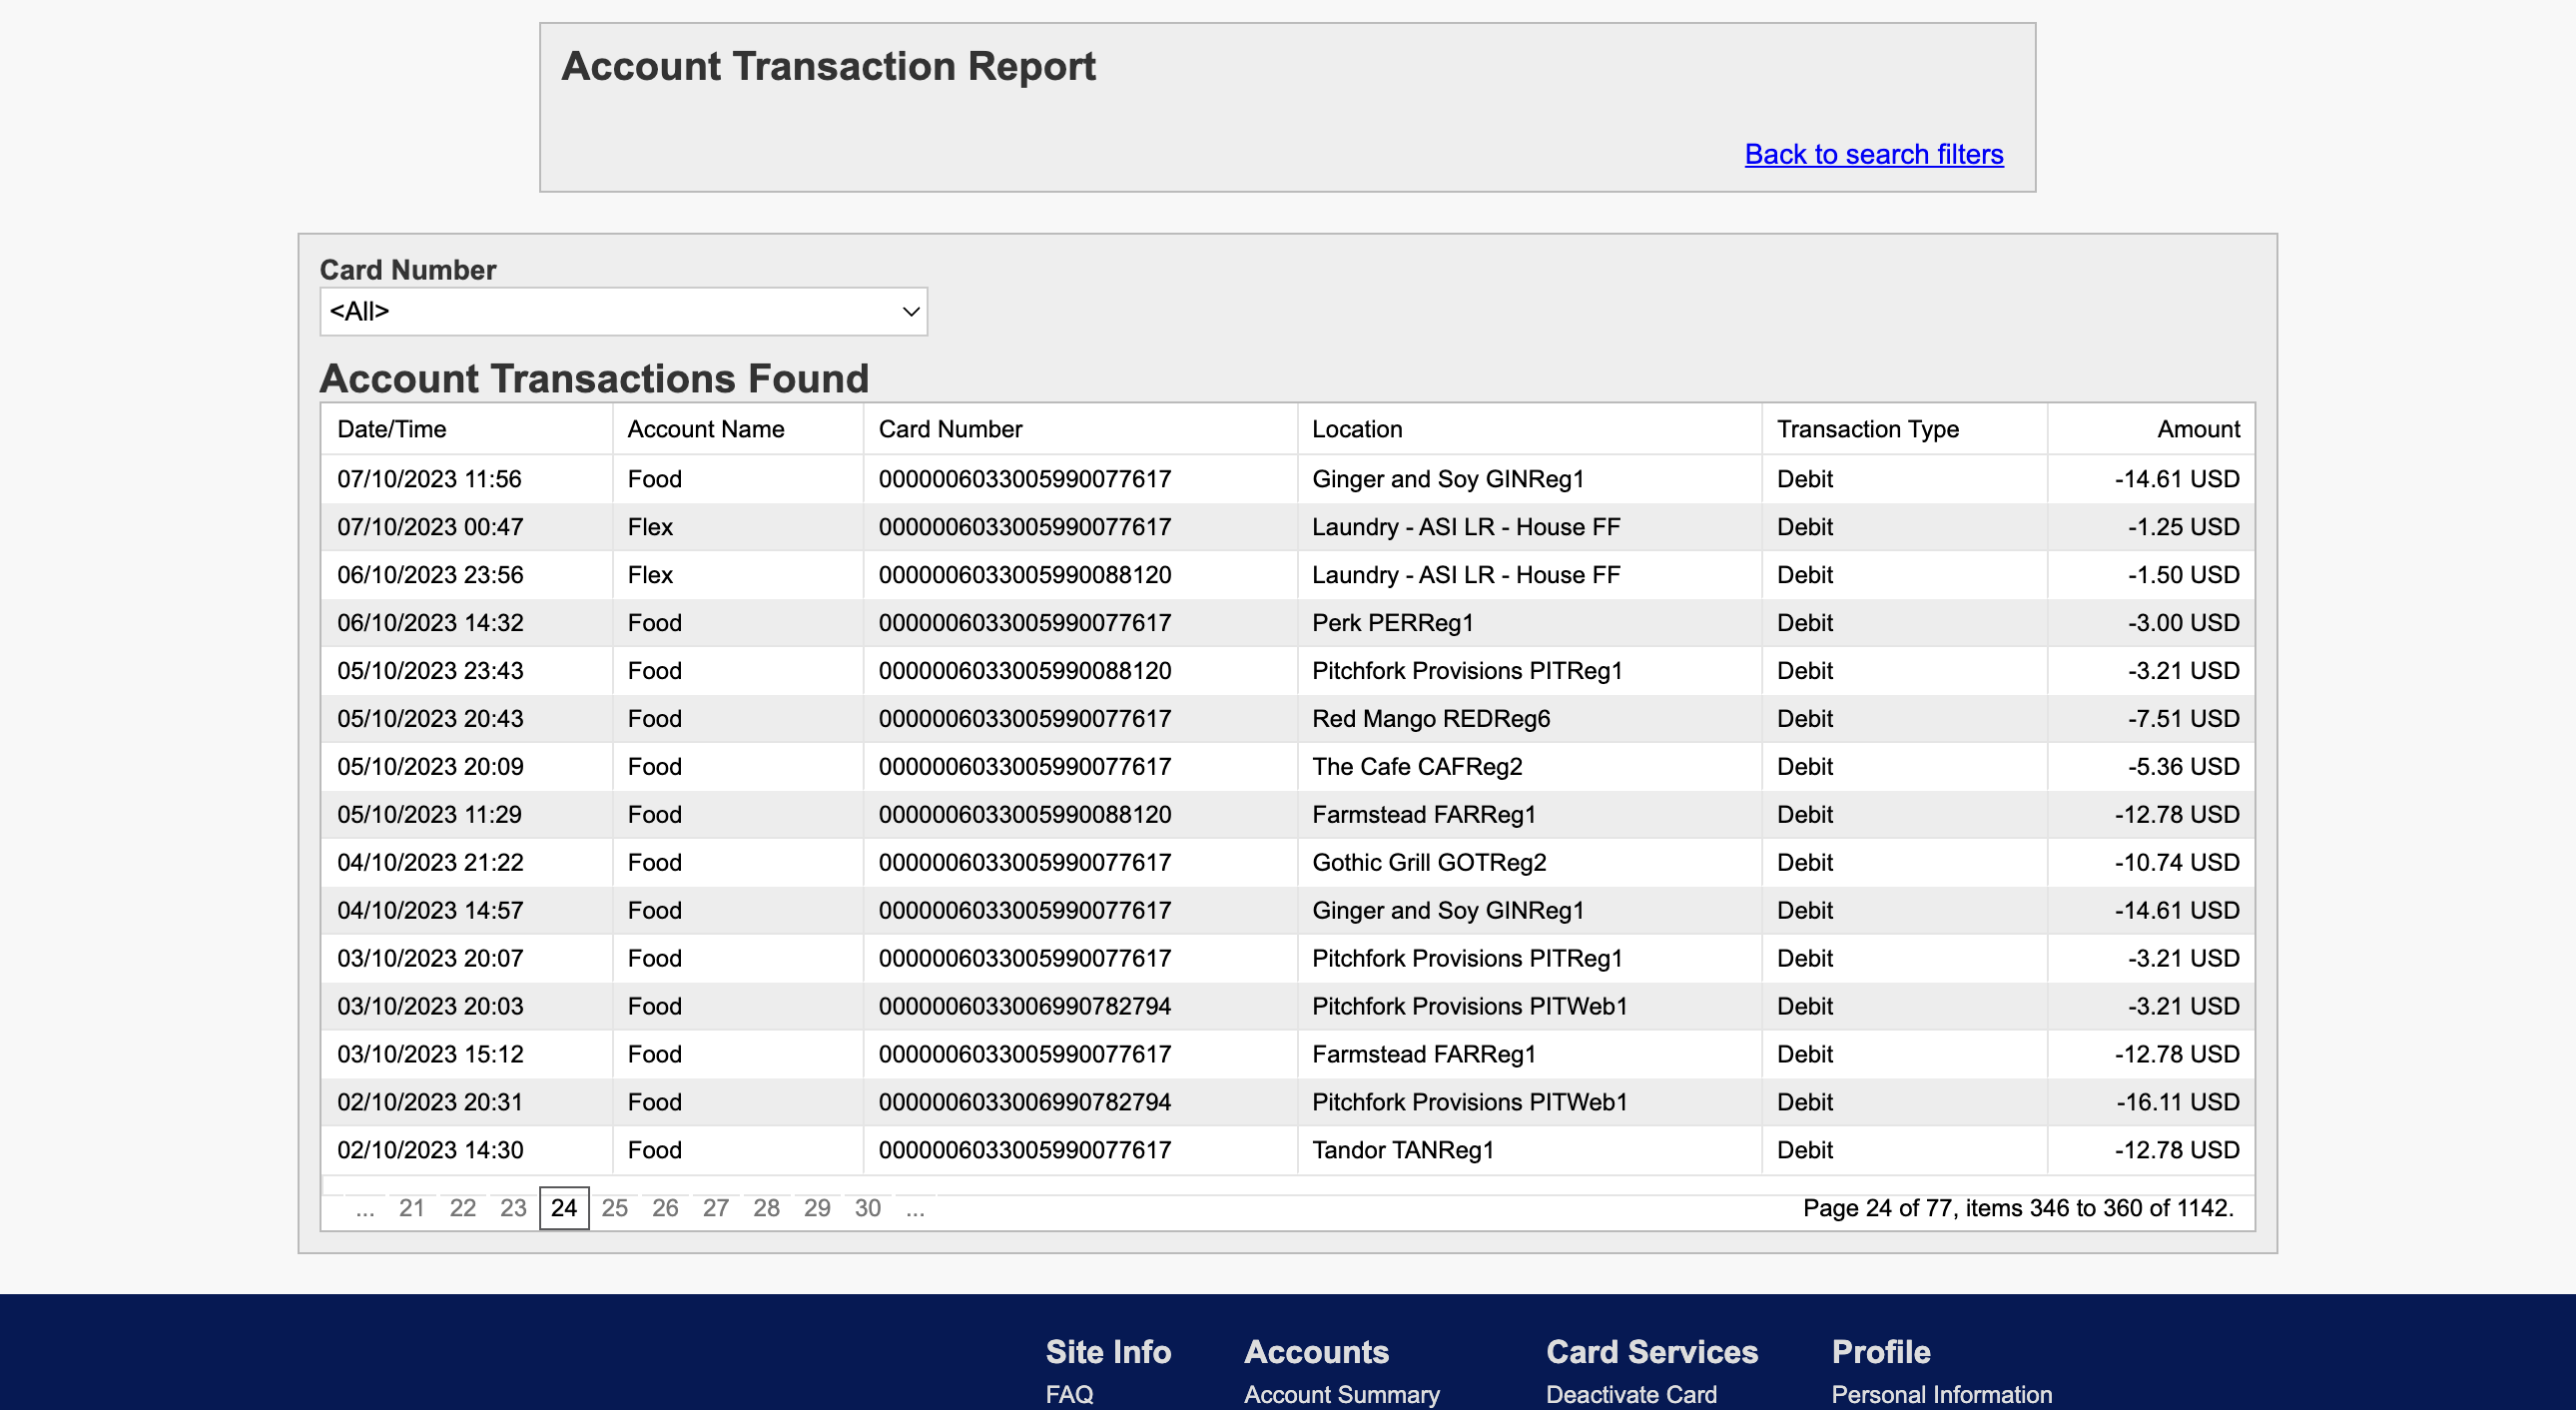 Account Transaction Report
Back to search filters
Card Number
<All>
Account Transactions Found
Date/Time Account Name Card Number Location Transaction Type Amount
07/10/2023 11:56 Food 0000006033005990077617 Ginger and Soy GINReg1 Debit -14.61 USD
07/10/2023 00:47 Flex 0000006033005990077617 Laundry - ASI LR - House FF Debit -1.25 USD
06/10/2023 23:56 Flex 0000006033005990088120 Laundry - ASI LR - House FF Debit -1.50 USD
06/10/2023 14:32 Food 0000006033005990077617 Perk PERReg1 Debit -3.00 USD
05/10/2023 23:43 Food 0000006033005990088120 Pitchfork Provisions PITReg1 Debit -3.21 USD
05/10/2023 20:43 Food 0000006033005990077617 Red Mango REDReg6 Debit -7.51 USD
05/10/2023 20:09 Food 0000006033005990077617 The Cafe CAFReg2 Debit -5.36 USD
05/10/2023 11:29 Food 0000006033005990088120 Farmstead FARReg1 Debit -12.78 USD
04/10/2023 21:22 Food 0000006033005990077617 Gothic Grill GOTReg2 Debit -10.74 USD
04/10/2023 14:57 Food 0000006033005990077617 Ginger and Soy GINReg1 Debit -14.61 USD
03/10/2023 20:07 Food 0000006033005990077617 Pitchfork Provisions PITReg1 Debit -3.21 USD
03/10/2023 20:03 Food 0000006033006990782794 Pitchfork Provisions PITWeb1 Debit -3.21 USD
03/10/2023 15:12 Food 0000006033005990077617 Farmstead FARReg1 Debit -12.78 USD
02/10/2023 20:31 Food 0000006033006990782794 Pitchfork Provisions PITWeb1 Debit -16.11 USD
02/10/2023 14:30 Food 0000006033005990077617 Tandor TANReg1 Debit -12.78 USD
... 21 22 23 24 25 26 27 28 29 30 ... Page 24 of 77, items 346 to 360 of 1142.
Site Info Accounts Card Services Profile
FAQ Account Summary Deactivate Card Personal Information